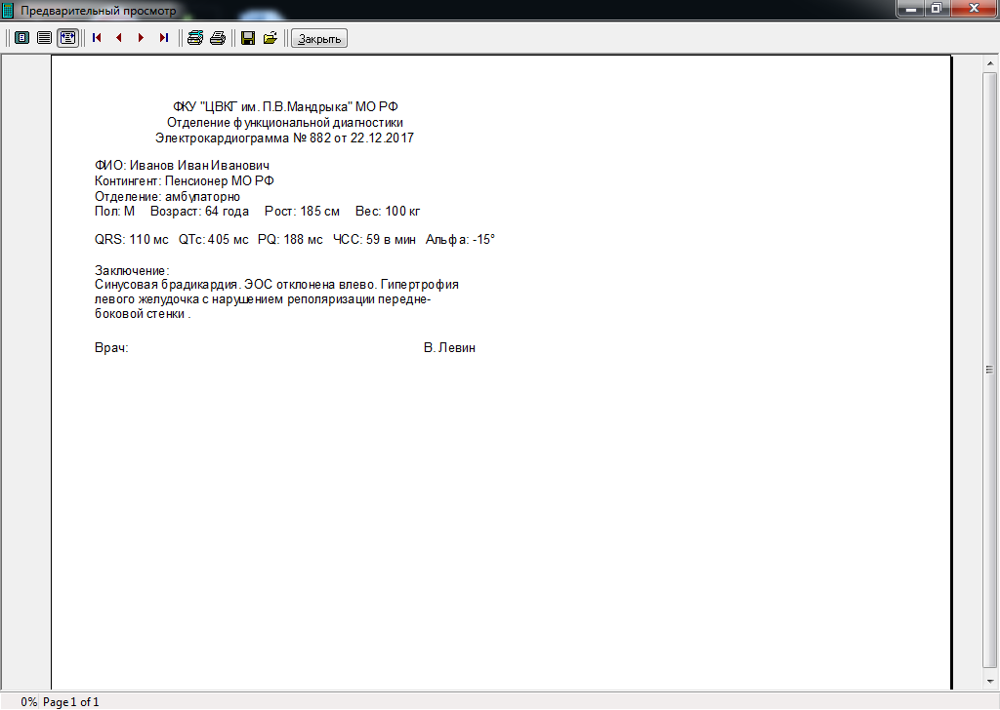 Предварительный просмотр
Закрыть
ФКУ "ЦВКГ им. П.В.Мандрыка" МО РФ
Отделение функциональной диагностики
Электрокардиограмма № 882 от 22.12.2017
ФИО: Иванов Иван Иванович
Контингент: Пенсионер МО РФ
Отделение: амбулаторно
Пол: М Возраст: 64 года Рост: 185 см Вес: 100 кг
QRS: 110 мс QTc: 405 мс PQ: 188 мс ЧСС: 59 в мин Альфа: -15°
Заключение:
Синусовая брадикардия. ЭОС отклонена влево. Гипертрофия
левого желудочка с нарушением реполяризации передне-
боковой стенки .
Врач: В. Левин
0% Page 1 of 1